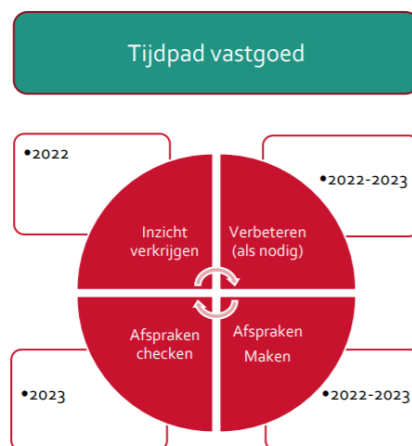 Tijdpad vastgoed
•2022
•2022-2023
Inzicht
verkrijgen
Verbeteren
(als nodig)
Afspraken
checken
Afspraken
Maken
•2023
•2022-2023